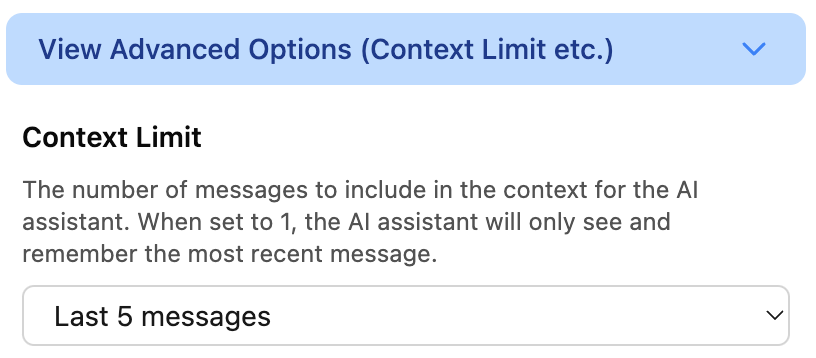 View Advanced Options (Context Limit etc.)
Context Limit
The number of messages to include in the context for the AI
assistant. When set to 1, the AI assistant will only see and
remember the most recent message.
Last 5 messages